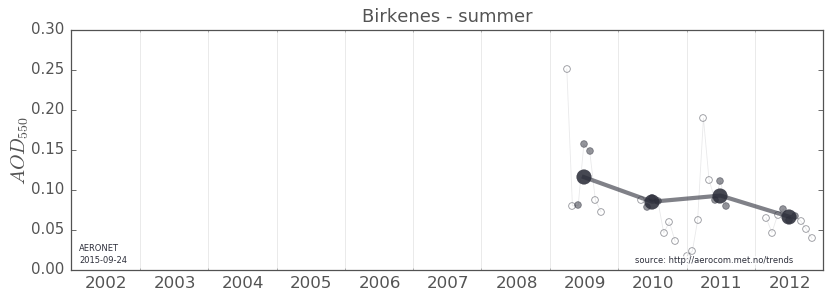 Birkenes - summer
0.30
0.25
0.20
0.15
0.10
0.05
0.00
AOD550
AERONET
2015-09-24
source: http://aerocom.met.no/trends
2002 2003 2004 2005 2006 2007 2008 2009 2010 2011 2012